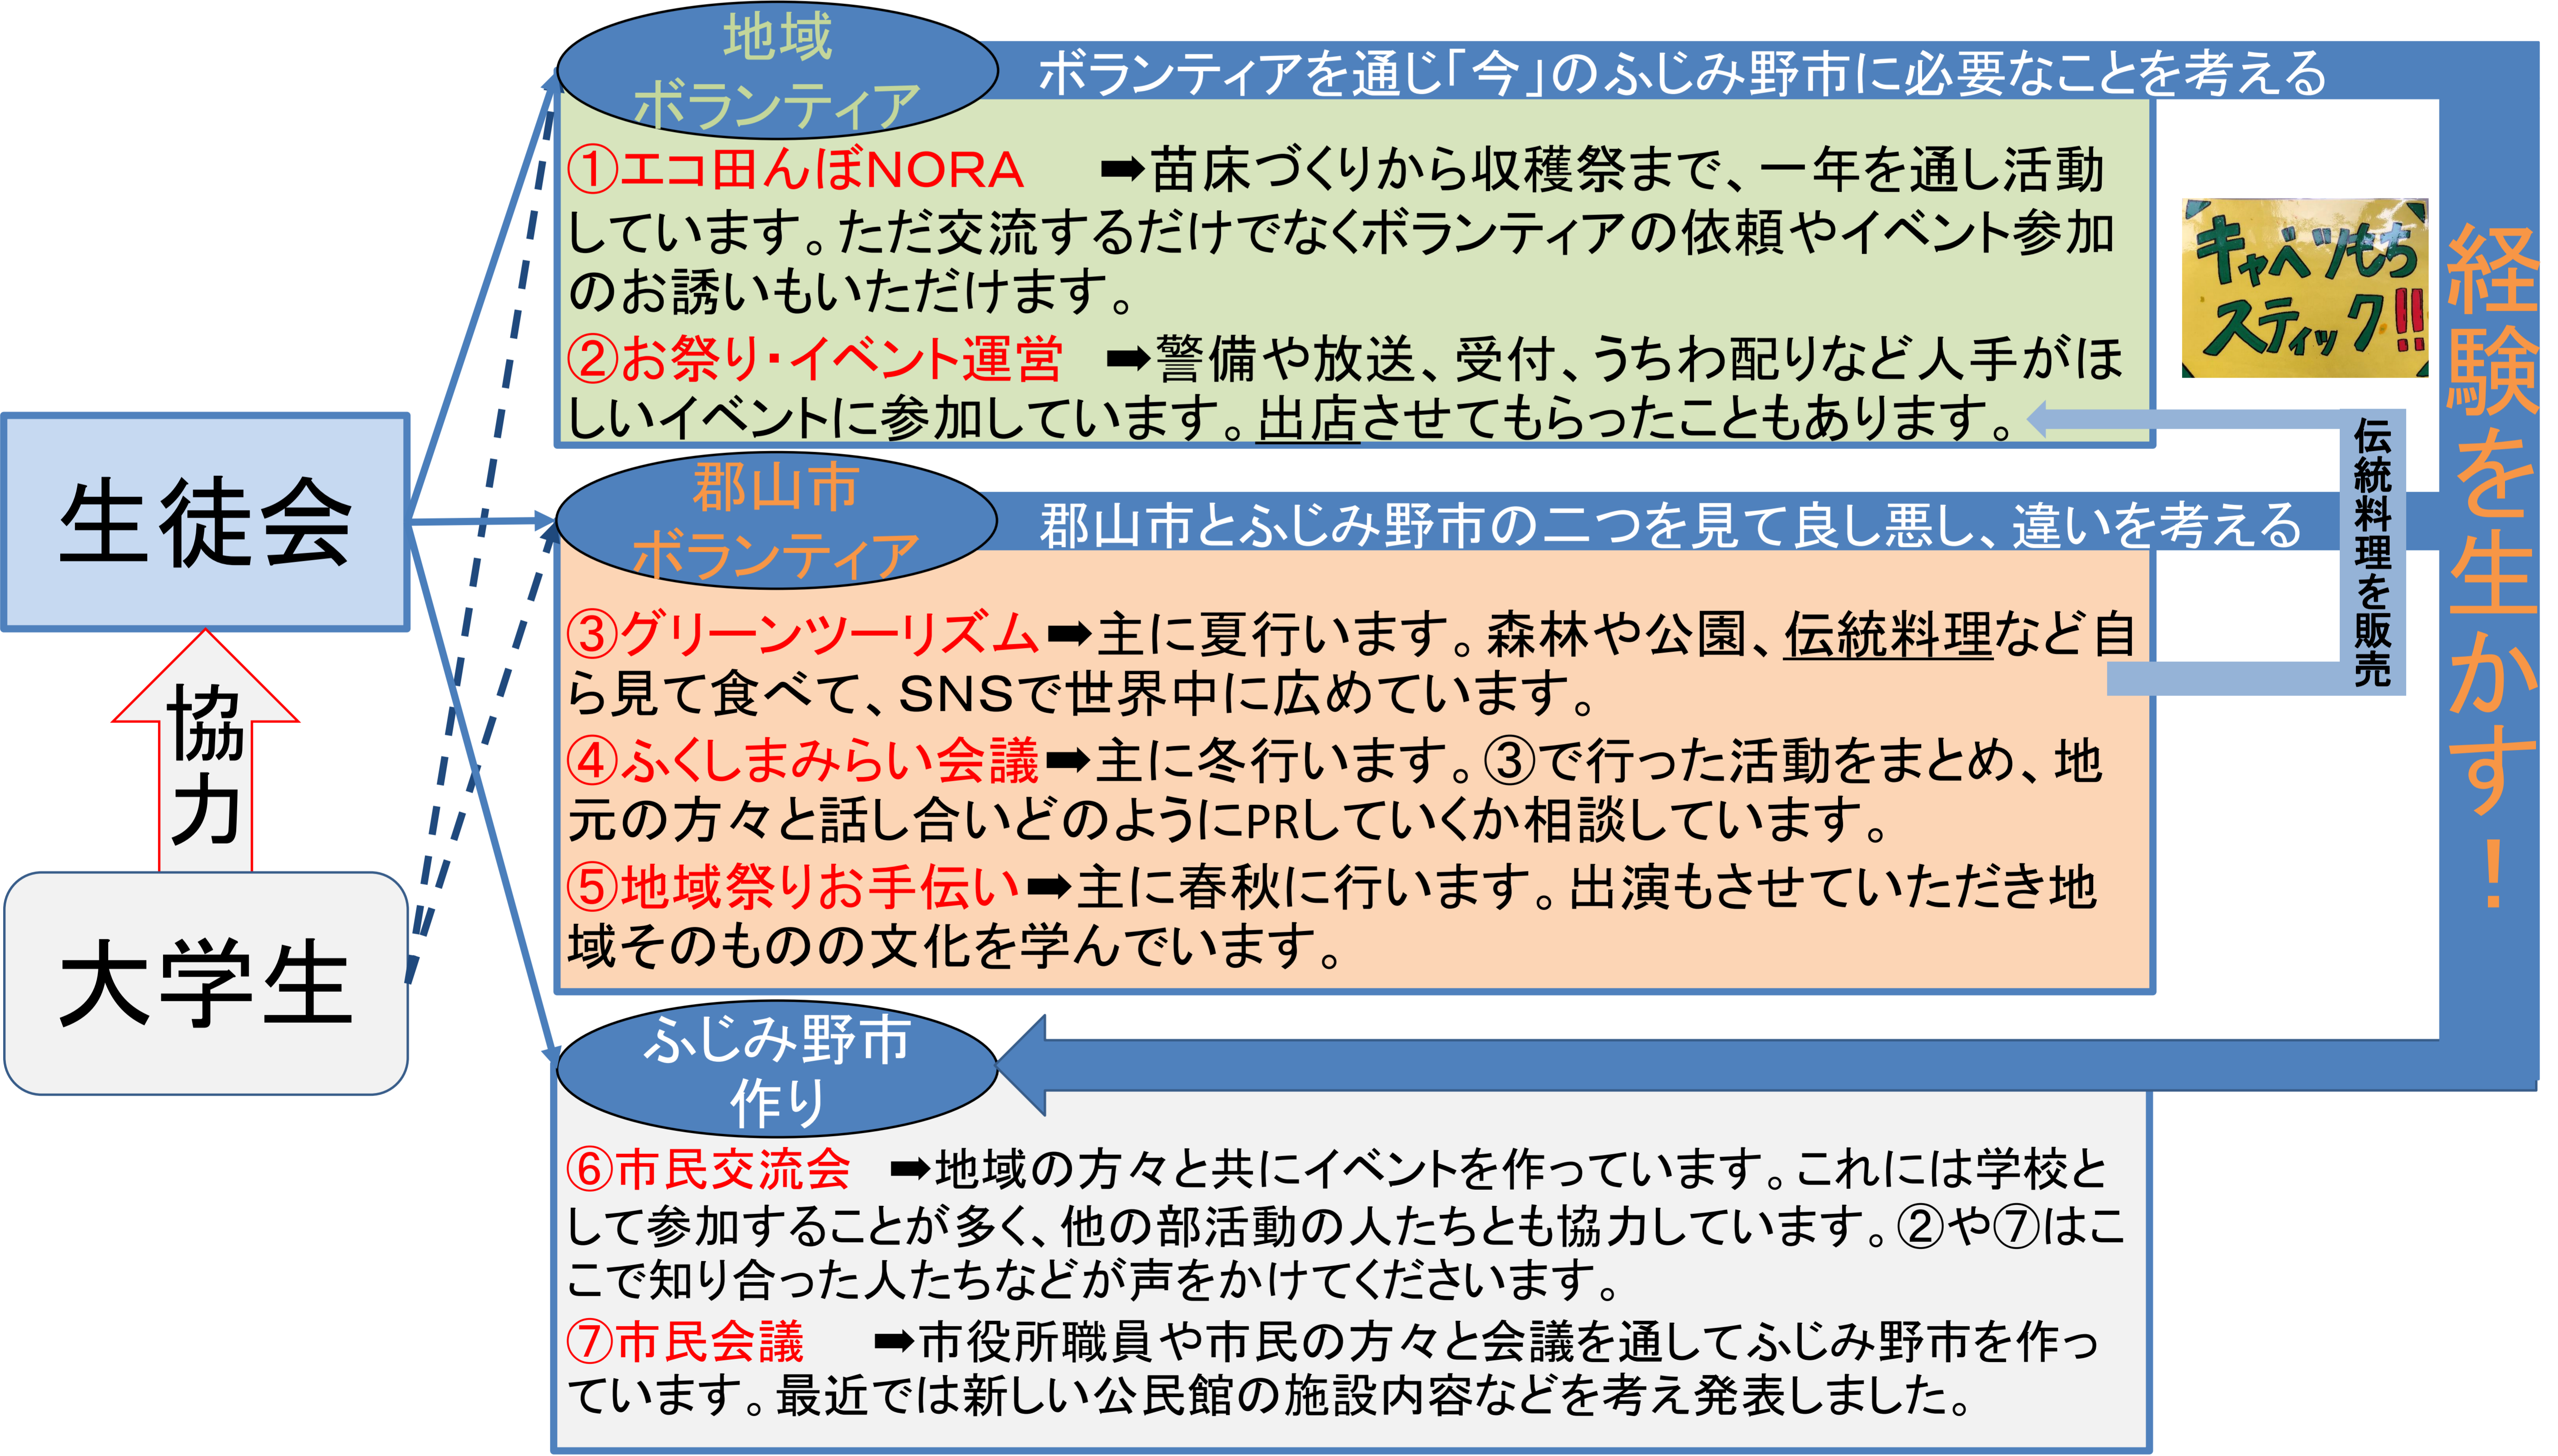 地域
ボランティア
ボランティアを通じ「今」のふじみ野市に必要なことを考える
①エコ田んぼNORA　➡苗床づくりから収穫祭まで、一年を通し活動
しています。ただ交流するだけでなくボランティアの依頼やイベント参加
のお誘いもいただけます。
②お祭り・イベント運営　➡警備や放送、受付、うちわ配りなど人手がほ
しいイベントに参加しています。出店させてもらったこともあります。
キャベツもち
スティック!!
経験を生かす！
伝統料理を販売
生徒会
協力
大学生
郡山市
ボランティア
郡山市とふじみ野市の二つを見て良し悪し、違いを考える
③グリーンツーリズム➡主に夏行います。森林や公園、伝統料理など自
ら見て食べて、SNSで世界中に広めています。
④ふくしまみらい会議➡主に冬行います。③で行った活動をまとめ、地
元の方々と話し合いどのようにPRしていくか相談しています。
⑤地域祭りお手伝い➡主に春秋に行います。出演もさせていただき地
域そのものの文化を学んでいます。
ふじみ野市
作り
⑥市民交流会　➡地域の方々と共にイベントを作っています。これには学校と
して参加することが多く、他の部活動の人たちとも協力しています。②や⑦はこ
こで知り合った人たちなどが声をかけてくださいます。
⑦市民会議　➡市役所職員や市民の方々と会議を通してふじみ野市を作っ
ています。最近では新しい公民館の施設内容などを考え発表しました。